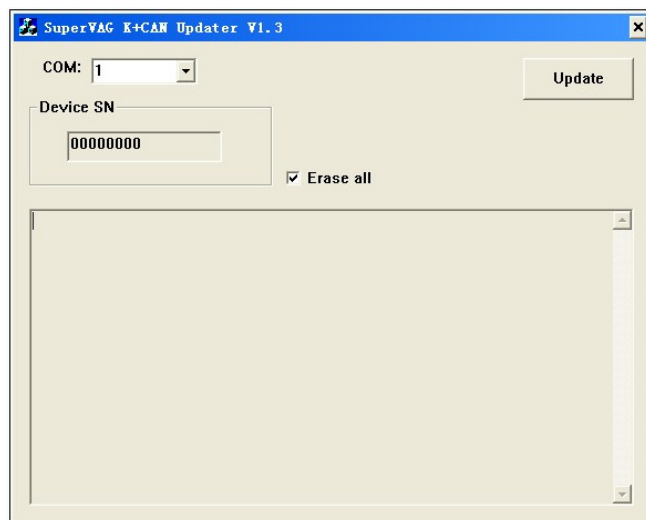 SuperVAG K+CAN Updater V1.3
COM: 1
Update
Device SN
00000000
Erase all